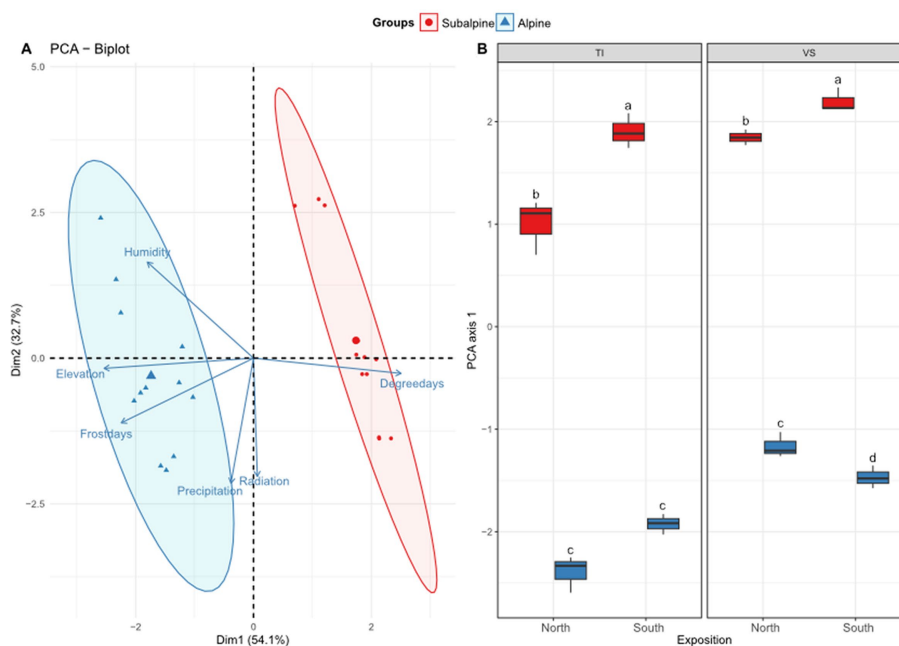 Groups Subalpine Alpine
A PCA − Biplot
B
TI VS
5.0
2.5
0.0
−2.5
Dim2 (32.7%)
Humidity
Elevation
Degreedays
Frostdays
Precipitation
Radiation
−2 0 2
Dim1 (54.1%)
2
1
0
−1
−2
PCA axis 1
a
b
c
c
a
b
c
d
North South North South
Exposition